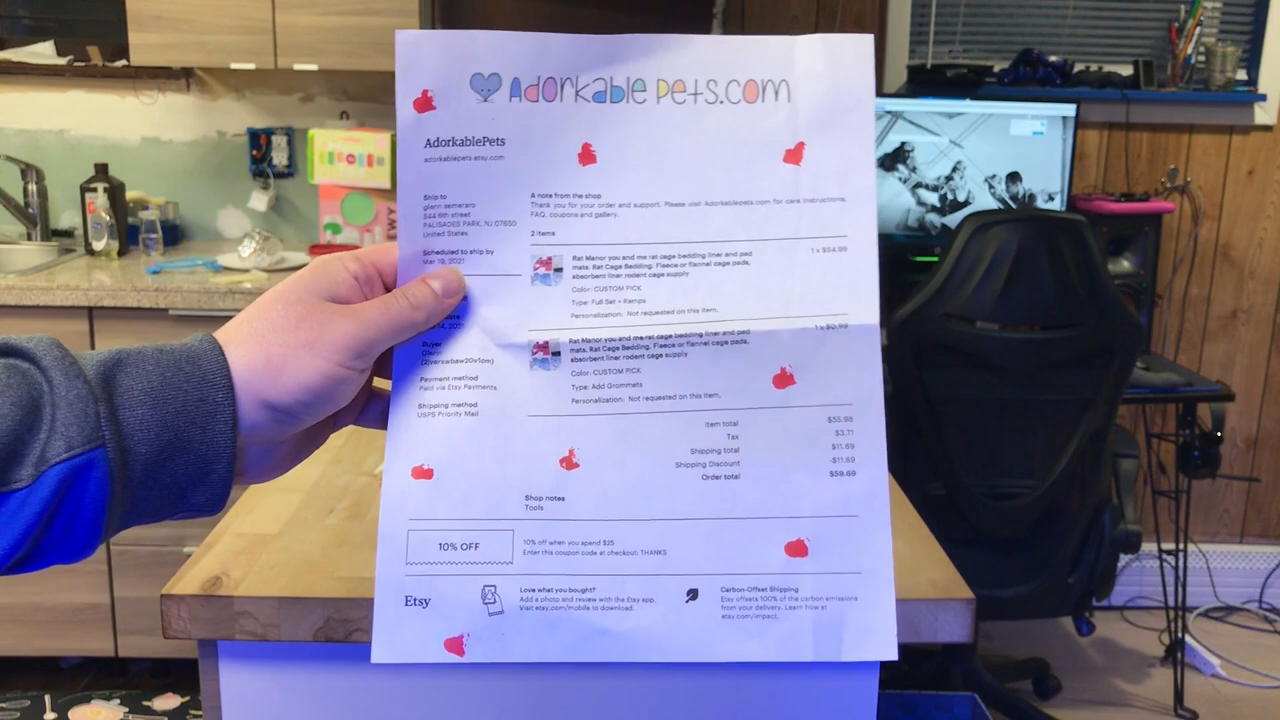 Adorkable Pets.com
AdorkablePets
adorkablepets.etsy.com
Ship to
glenn semeraro
544 6th street
PALISADES PARK, NJ 07650
United States
Scheduled to ship by
Mar 19, 2021
14, 2021
Buyer
Payment method
Paid via Etsy Payments
Shipping method
USPS Priority Mail
A note from the shop
Thank you for your order and support. Please visit Adorkablepets.com for care instructions,
FAQ, coupons and gallery.
2 items
Rat Manor you and me rat cage bedding liner and pad
mats. Rat Cage Bedding. Fleece or flannel cage pads,
absorbent liner rodent cage supply
1 x $54.99
Color: CUSTOM PICK
Type: Full Set + Ramps
Personalization: Not requested on this item.
Rat Manor you and me rat cage bedding liner and pad
mats. Rat Cage Bedding. Fleece or flannel cage pads,
absorbent liner rodent cage supply
1 x $0.99
Color: CUSTOM PICK
Type: Add Grommets
Personalization: Not requested on this item.
Item total $55.98
Tax $3.71
Shipping total $11.69
Shipping Discount -$11.69
Order total $59.69
Shop notes
Tools
10% OFF
10% off when you spend $25
Enter this coupon code at checkout: THANKS
Etsy
Love what you bought?
Add a photo and review with the Etsy app.
Visit etsy.com/mobile to download.
Carbon-Offset Shipping
Etsy offsets 100% of the carbon emissions
from your delivery. Learn how at
etsy.com/impact.